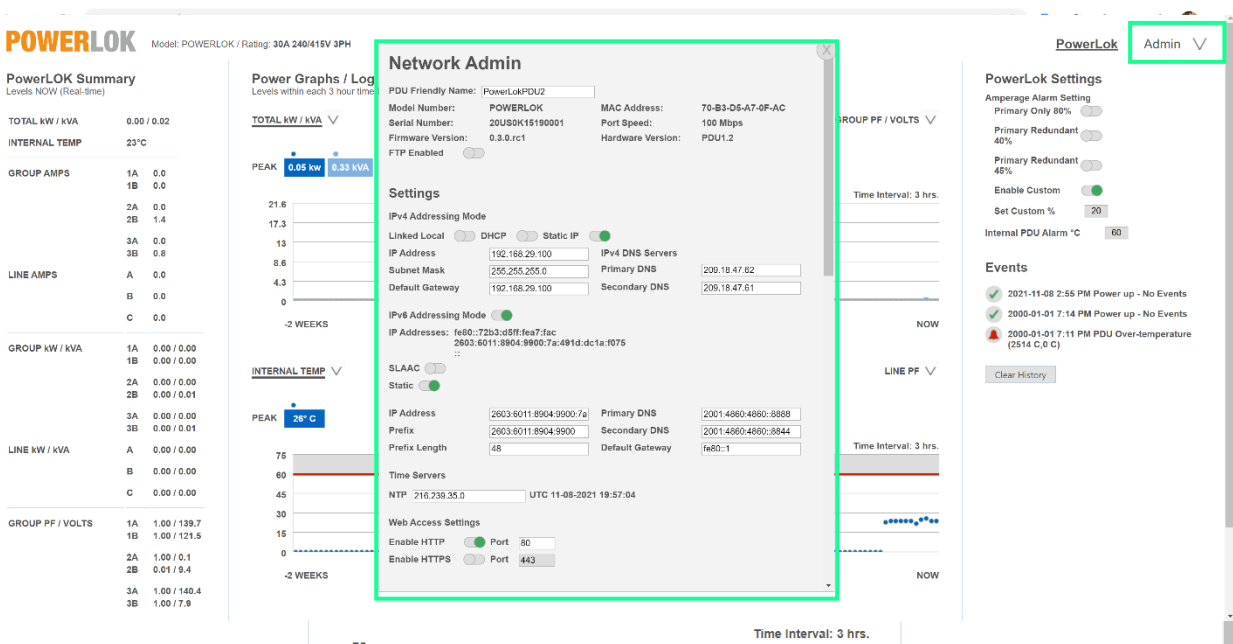 POWERLOK Model: POWERLOK / Rating: 30A 240/415V 3PH
PowerLok Admin
PowerLOK Summary
Levels NOW (Real-time)
TOTAL kW / kVA 0.00 / 0.02
INTERNAL TEMP 23°C
GROUP AMPS 1A 0.0
1B 0.0
2A 0.0
2B 1.4
3A 0.0
3B 0.8
LINE AMPS A 0.0
B 0.0
C 0.0
GROUP kW / kVA 1A 0.00 / 0.00
1B 0.00 / 0.00
2A 0.00 / 0.00
2B 0.00 / 0.01
3A 0.00 / 0.00
3B 0.00 / 0.01
LINE kW / kVA A 0.00 / 0.00
B 0.00 / 0.00
C 0.00 / 0.00
GROUP PF / VOLTS 1A 1.00 / 139.7
1B 1.00 / 121.5
2A 1.00 / 0.1
2B 0.01 / 9.4
3A 1.00 / 140.4
3B 1.00 / 7.9
Power Graphs / Log
Levels within each 3 hour time
TOTAL kW / kVA
GROUP PF / VOLTS
PEAK 0.05 kw 0.33 kVA
Time Interval: 3 hrs.
21.6
17.3
13
8.6
4.3
0
-2 WEEKS NOW
INTERNAL TEMP
LINE PF
PEAK 26° C
Time Interval: 3 hrs.
75
60
45
30
15
0
-2 WEEKS NOW
Network Admin
X
PDU Friendly Name: PowerLokPDU2
Model Number: POWERLOK MAC Address: 70-B3-D5-A7-0F-AC
Serial Number: 20US0K15190001 Port Speed: 100 Mbps
Firmware Version: 0.3.0.rc1 Hardware Version: PDU1.2
FTP Enabled
Settings
IPv4 Addressing Mode
Linked Local DHCP Static IP
IP Address 192.168.29.100 IPv4 DNS Servers
Subnet Mask 255.255.255.0 Primary DNS 209.18.47.62
Default Gateway 192.168.29.100 Secondary DNS 209.18.47.61
IPv6 Addressing Mode
IP Addresses: fe80::72b3:d5ff:fea7:fac
2603:6011:8904:9900:7a:491d:dc1a:f075
::
SLAAC
Static
IP Address 2603:6011:8904:9900:7a Primary DNS 2001:4860:4860::8888
Prefix 2603:6011:8904:9900 Secondary DNS 2001:4860:4860::8844
Prefix Length 48 Default Gateway fe80::1
Time Servers
NTP 216.239.35.0 UTC 11-08-2021 19:57:04
Web Access Settings
Enable HTTP Port 80
Enable HTTPS Port 443
PowerLok Settings
Amperage Alarm Setting
Primary Only 80%
Primary Redundant
40%
Primary Redundant
45%
Enable Custom
Set Custom % 20
Internal PDU Alarm °C 60
Events
2021-11-08 2:55 PM Power up - No Events
2000-01-01 7:14 PM Power up - No Events
2000-01-01 7:11 PM PDU Over-temperature
(2514 C,0 C)
Clear History
Time Interval: 3 hrs.